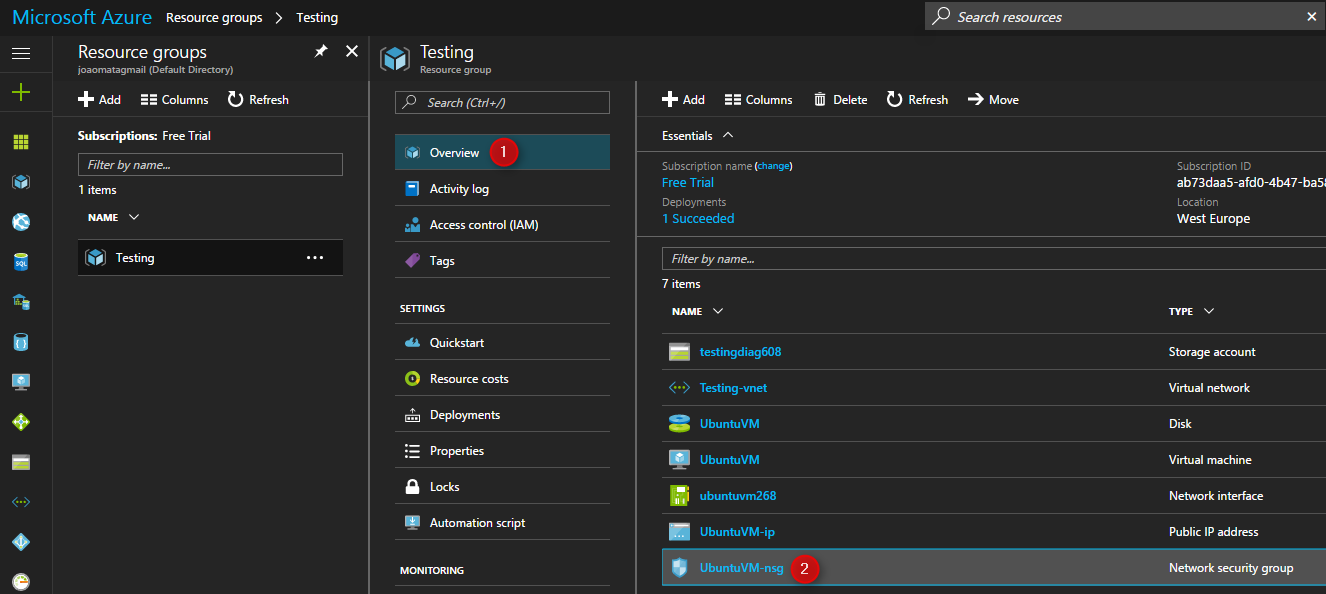 Microsoft Azure Resource groups > Testing
Search resources
Resource groups
joaomatagmail (Default Directory)
Add Columns Refresh
Subscriptions: Free Trial
Filter by name...
1 items
NAME
Testing ...
Testing
Resource group
Search (Ctrl+/)
Overview 1
Activity log
Access control (IAM)
Tags
SETTINGS
Quickstart
Resource costs
Deployments
Properties
Locks
Automation script
MONITORING
Add Columns Delete Refresh Move
Essentials
Subscription name (change) Subscription ID
Free Trial ab73daa5-afd0-4b47-ba58
Deployments Location
1 Succeeded West Europe
Filter by name...
7 items
NAME TYPE
testingdiag608 Storage account
Testing-vnet Virtual network
UbuntuVM Disk
UbuntuVM Virtual machine
ubuntuvm268 Network interface
UbuntuVM-ip Public IP address
UbuntuVM-nsg 2 Network security group